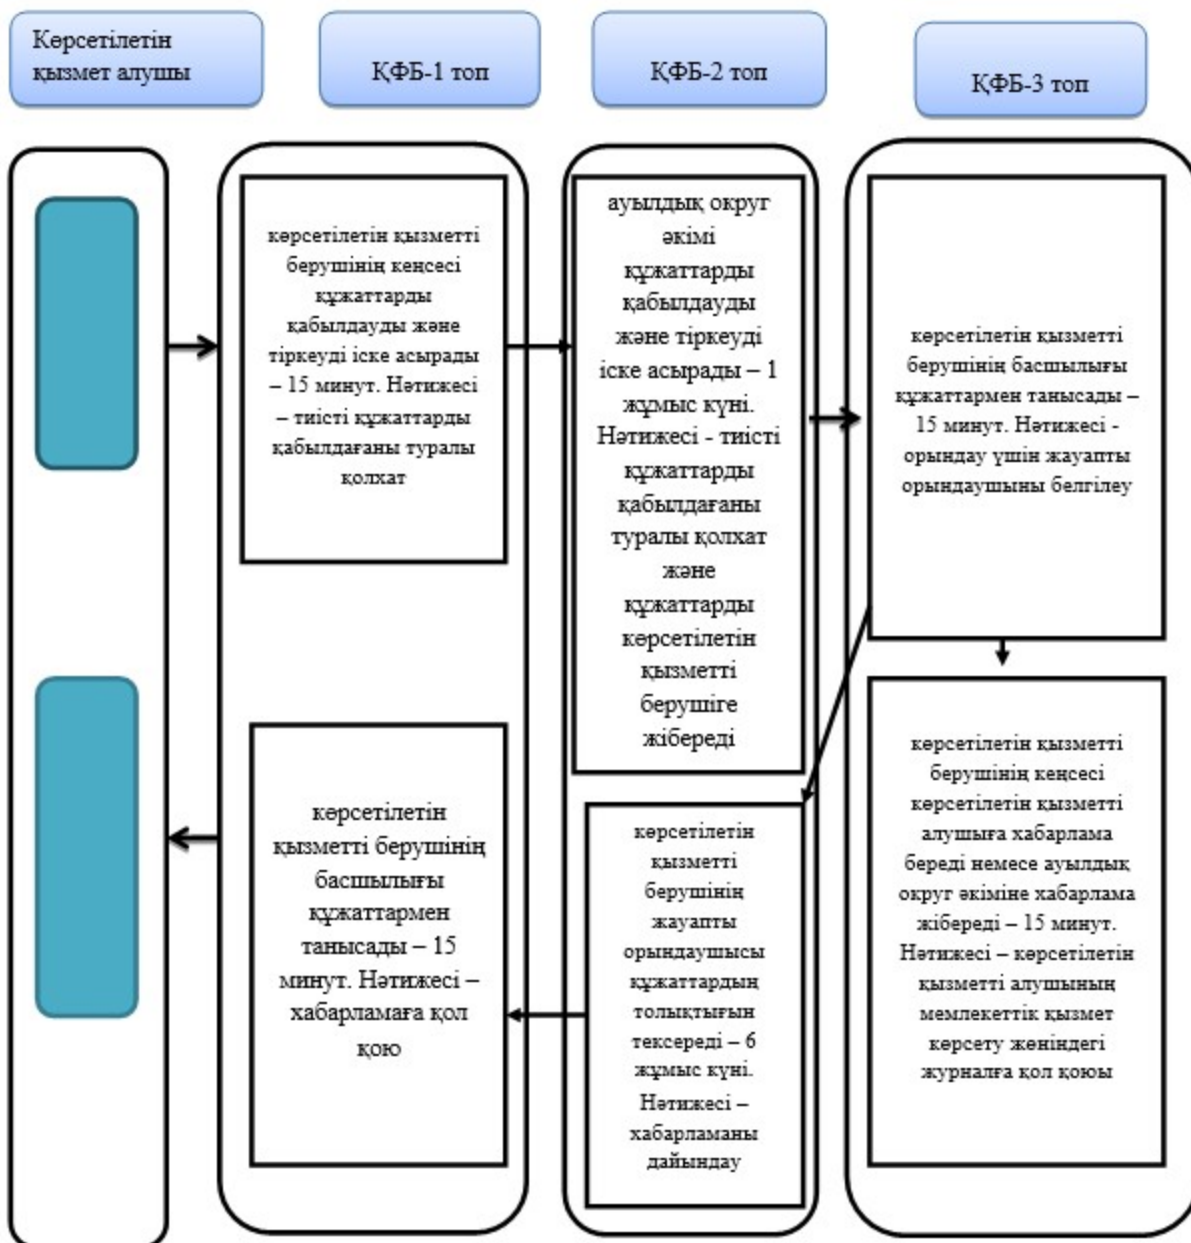 Көрсетілетін
қызмет алушы
ҚФБ-1 топ
ҚФБ-2 топ
ҚФБ-3 топ
көрсетілетін қызметті
берушінің кеңсесі
құжаттарды
қабылдауды және
тіркеуді іске асырады
– 15 минут. Нәтижесі
– тиісті құжаттарды
қабылдағаны туралы
қолхат
ауылдық округ
әкімі
құжаттарды
қабылдауды
және тіркеуді
іске асырады – 1
жұмыс күні.
Нәтижесі - тиісті
құжаттарды
қабылдағаны
туралы қолхат
және
құжаттарды
көрсетілетін
қызметті
берушіге
жібереді
көрсетілетін қызметті
берушінің басшылығы
құжаттармен танысады –
15 минут. Нәтижесі -
орындау үшін жауапты
орындаушыны белгілеу
көрсетілетін
қызметті берушінің
басшылығы
құжаттармен
танысады – 15
минут. Нәтижесі –
хабарламаға қол
қою
көрсетілетін
қызметті
берушінің
жауапты
орындаушысы
құжаттардың
толықтығын
тексереді – 6
жұмыс күні.
Нәтижесі –
хабарламаны
дайындау
көрсетілетін қызметті
берушінің кеңсесі
көрсетілетін қызметті
алушыға хабарлама
береді немесе ауылдық
округ әкіміне хабарлама
жібереді – 15 минут.
Нәтижесі – көрсетілетін
қызметті алушының
мемлекеттік қызмет
көрсету жөніндегі
журналға қол қоюы